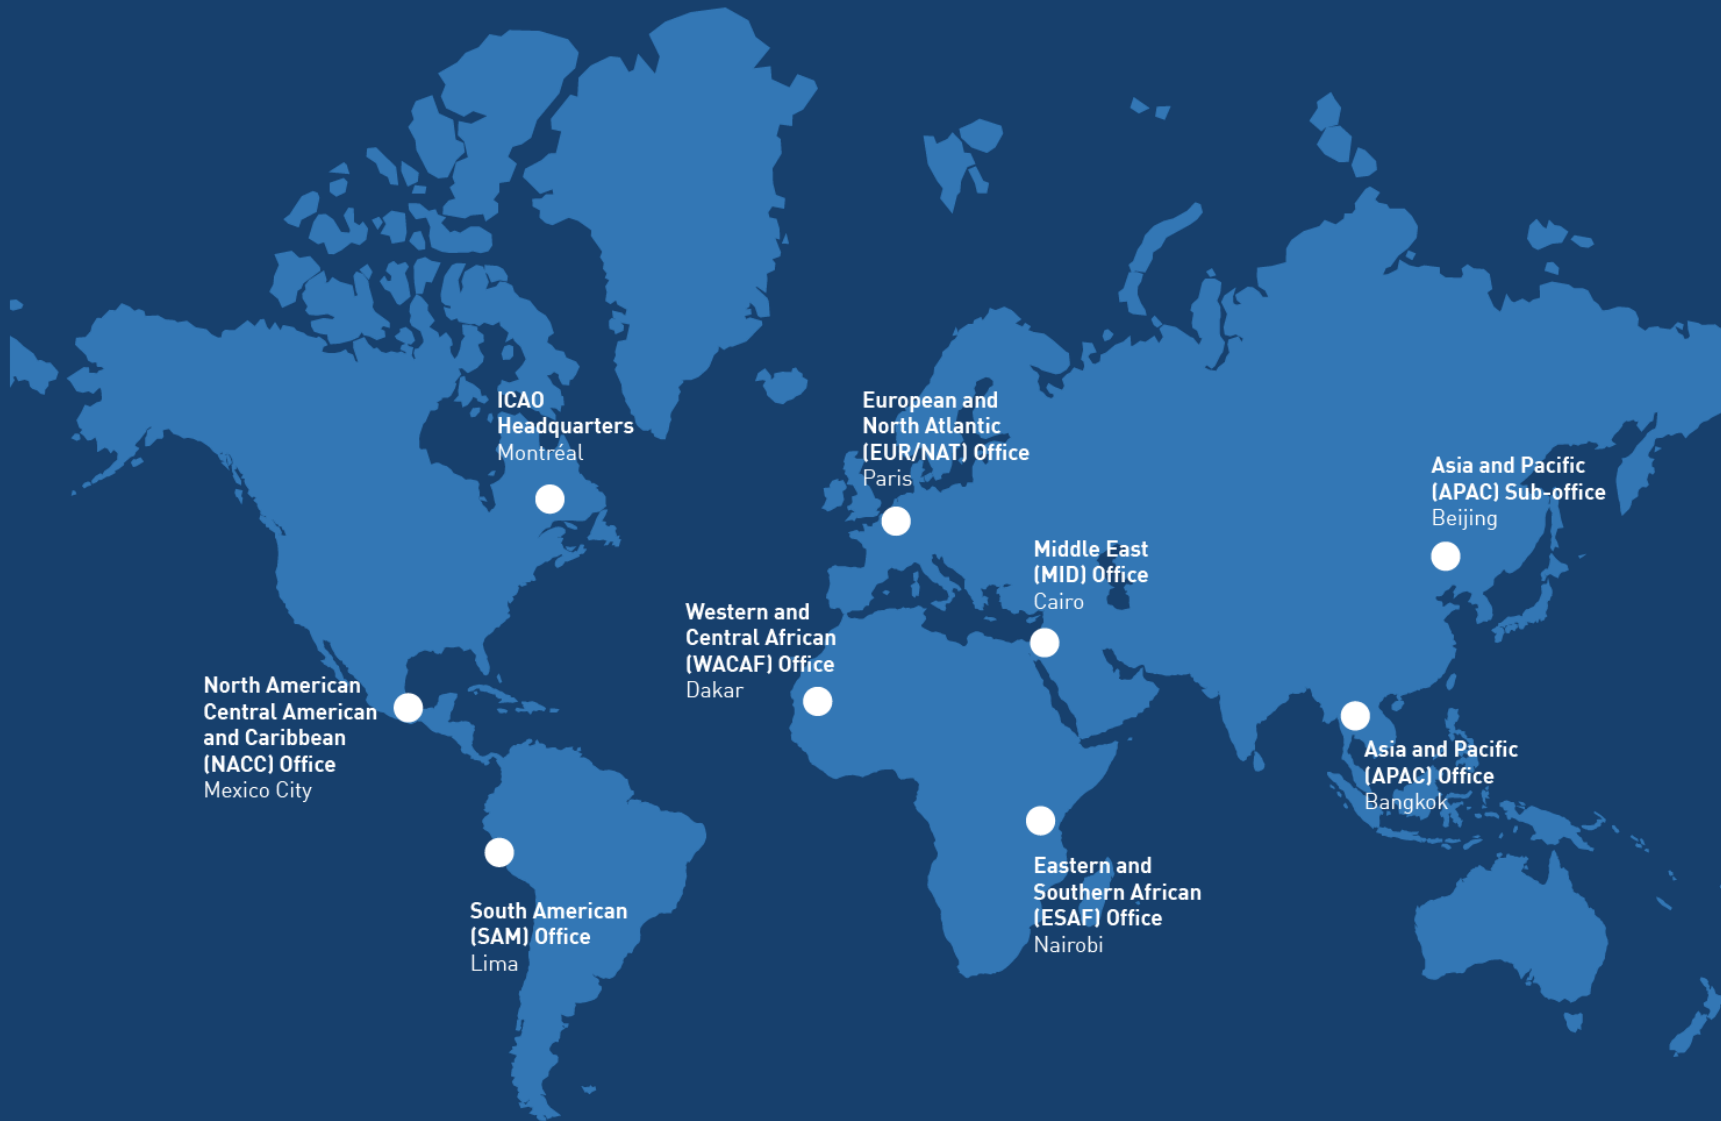 ICAO
Headquarters
Montréal
European and
North Atlantic
(EUR/NAT) Office
Paris
Asia and Pacific
(APAC) Sub-office
Beijing
Middle East
(MID) Office
Cairo
Western and
Central African
(WACAF) Office
Dakar
North American
Central American
and Caribbean
(NACC) Office
Mexico City
Asia and Pacific
(APAC) Office
Bangkok
Eastern and
Southern African
(ESAF) Office
Nairobi
South American
(SAM) Office
Lima